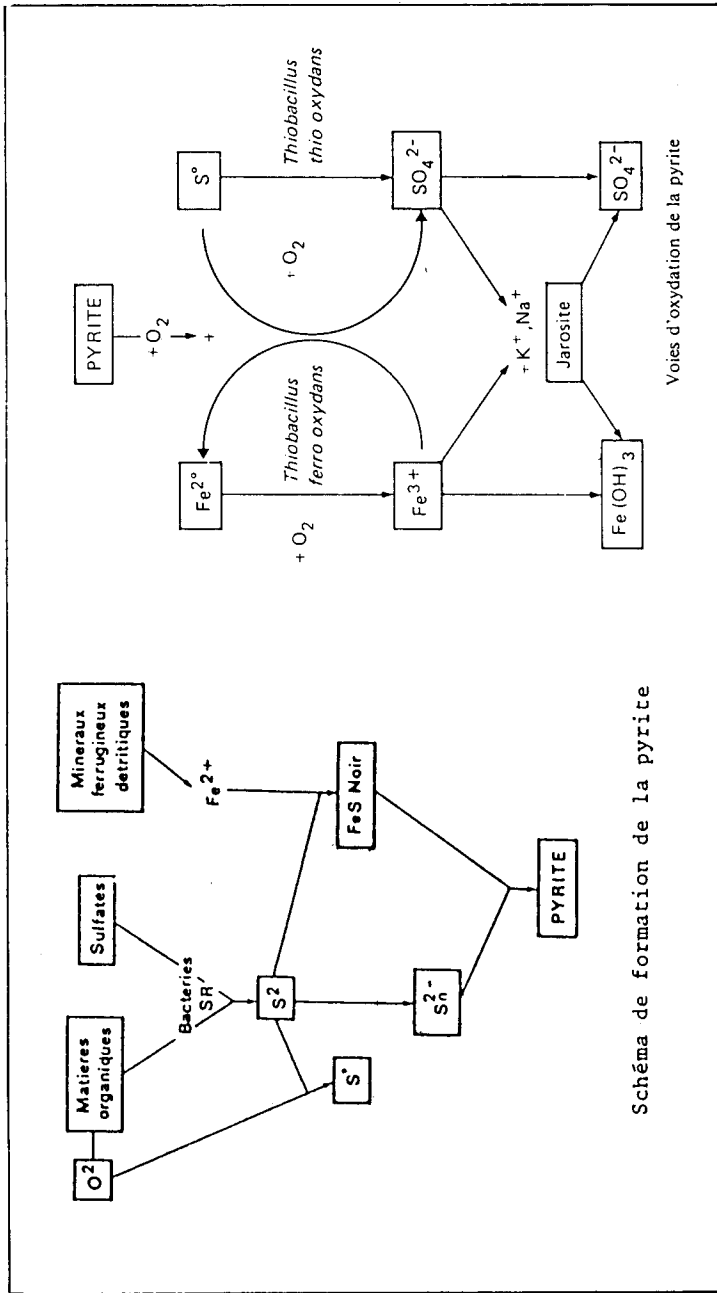 O²
Matieres
organiques
Sulfates
Mineraux
ferrugineux
detritiques
Bacteries
SR
Fe²⁺
S²
FeS Noir
S°
Sn²⁻
PYRITE
Schéma de formation de la pyrite
PYRITE
+ O₂
+
Fe²°
S°
+ O₂
Thiobacillus
ferro oxydans
+ O₂
Thiobacillus
thio oxydans
Fe³⁺
SO₄²⁻
+ K⁺, Na⁺
Jarosite
Fe(OH)₃
SO₄²⁻
Voies d'oxydation de la pyrite